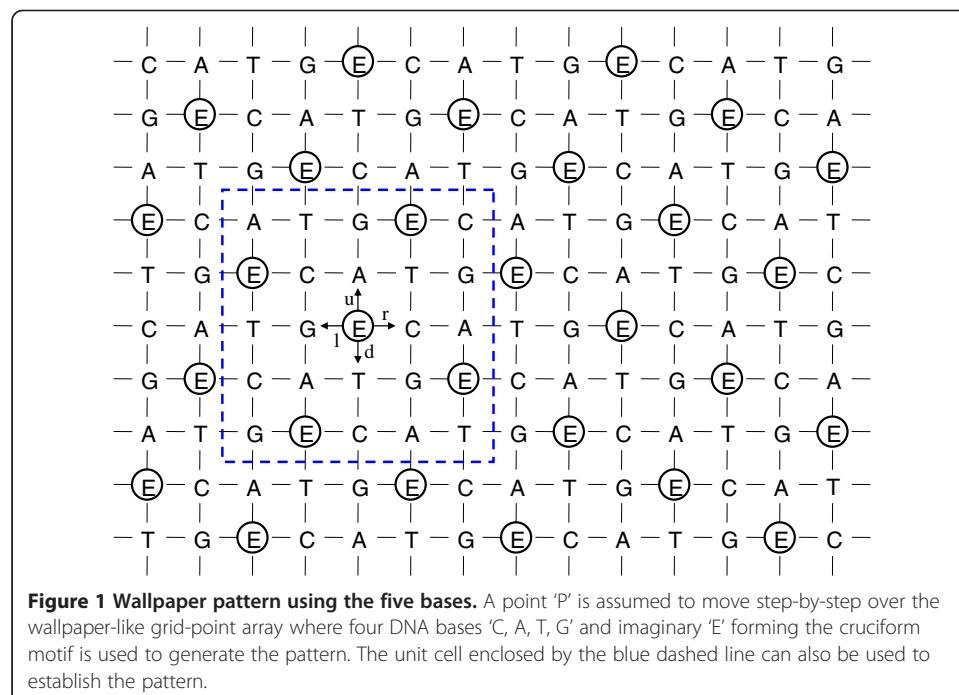 C A T G E C A T G E C A T G
G E C A T G E C A T G E C A
A T G E C A T G E C A T G E
E C A T G E C A T G E C A T
T G E C A T G E C A T G E C
u
C A T G E C A T G E C A T G
r
l
d
G E C A T G E C A T G E C A
A T G E C A T G E C A T G E
E C A T G E C A T G E C A T
T G E C A T G E C A T G E C
Figure 1 Wallpaper pattern using the five bases. A point ‘P’ is assumed to move step-by-step over the
wallpaper-like grid-point array where four DNA bases ‘C, A, T, G’ and imaginary ‘E’ forming the cruciform
motif is used to generate the pattern. The unit cell enclosed by the blue dashed line can also be used to
establish the pattern.